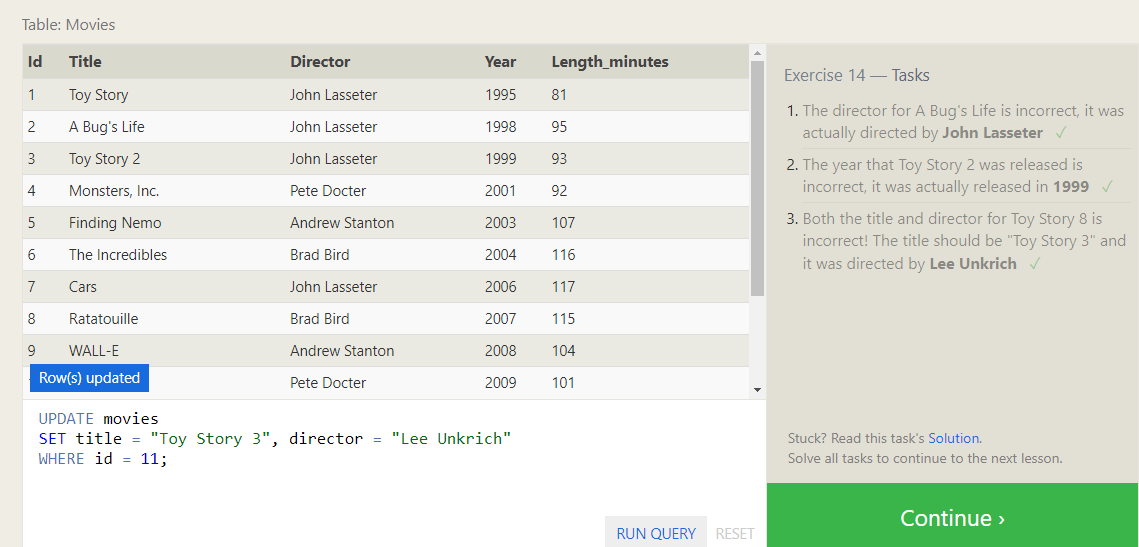 Table: Movies
Id Title Director Year Length_minutes
1 Toy Story John Lasseter 1995 81
2 A Bug's Life John Lasseter 1998 95
3 Toy Story 2 John Lasseter 1999 93
4 Monsters, Inc. Pete Docter 2001 92
5 Finding Nemo Andrew Stanton 2003 107
6 The Incredibles Brad Bird 2004 116
7 Cars John Lasseter 2006 117
8 Ratatouille Brad Bird 2007 115
9 WALL-E Andrew Stanton 2008 104
Pete Docter 2009 101
Row(s) updated
UPDATE movies
SET title = "Toy Story 3", director = "Lee Unkrich"
WHERE id = 11;
RUN QUERY RESET
Exercise 14 — Tasks
1. The director for A Bug's Life is incorrect, it was
actually directed by John Lasseter ✓
2. The year that Toy Story 2 was released is
incorrect, it was actually released in 1999 ✓
3. Both the title and director for Toy Story 8 is
incorrect! The title should be "Toy Story 3" and
it was directed by Lee Unkrich ✓
Stuck? Read this task's Solution.
Solve all tasks to continue to the next lesson.
Continue ›